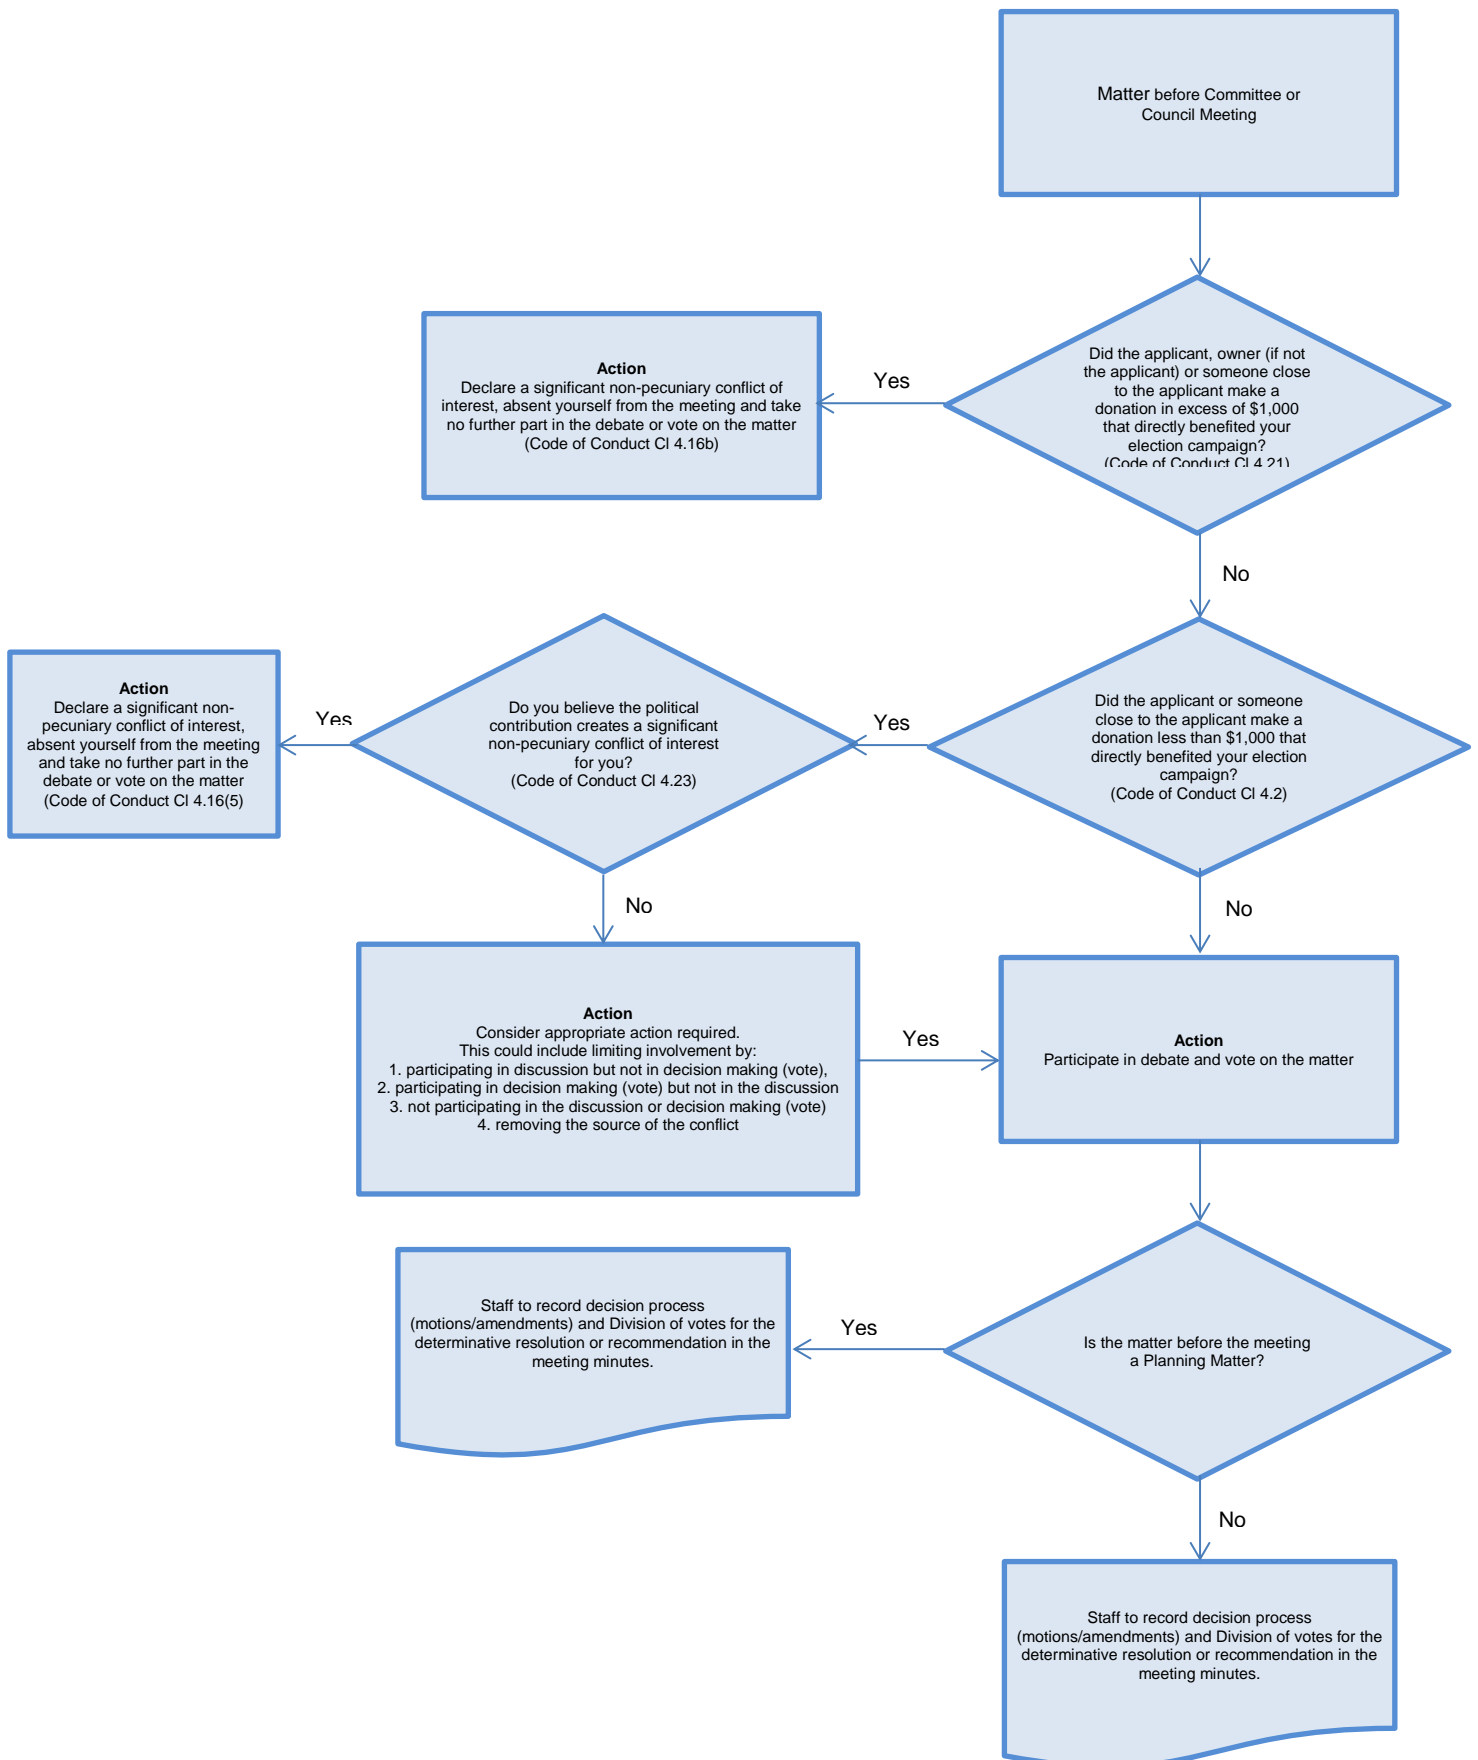 Matter before Committee or
Council Meeting
Did the applicant, owner (if not
the applicant) or someone close
to the applicant make a
donation in excess of $1,000
that directly benefited your
election campaign?
(Code of Conduct Cl 4.21)
Yes
Action
Declare a significant non-pecuniary conflict of
interest, absent yourself from the meeting and take
no further part in the debate or vote on the matter
(Code of Conduct Cl 4.16b)
No
Did the applicant or someone
close to the applicant make a
donation less than $1,000 that
directly benefited your election
campaign?
(Code of Conduct Cl 4.2)
Yes
Do you believe the political
contribution creates a significant
non-pecuniary conflict of interest
for you?
(Code of Conduct Cl 4.23)
Yes
Action
Declare a significant non-
pecuniary conflict of interest,
absent yourself from the meeting
and take no further part in the
debate or vote on the matter
(Code of Conduct Cl 4.16(5)
No
No
Action
Consider appropriate action required.
This could include limiting involvement by:
1. participating in discussion but not in decision making (vote),
2. participating in decision making (vote) but not in the discussion
3. not participating in the discussion or decision making (vote)
4. removing the source of the conflict
Yes
Action
Participate in debate and vote on the matter
Is the matter before the meeting
a Planning Matter?
Yes
Staff to record decision process
(motions/amendments) and Division of votes for the
determinative resolution or recommendation in the
meeting minutes.
No
Staff to record decision process
(motions/amendments) and Division of votes for the
determinative resolution or recommendation in the
meeting minutes.